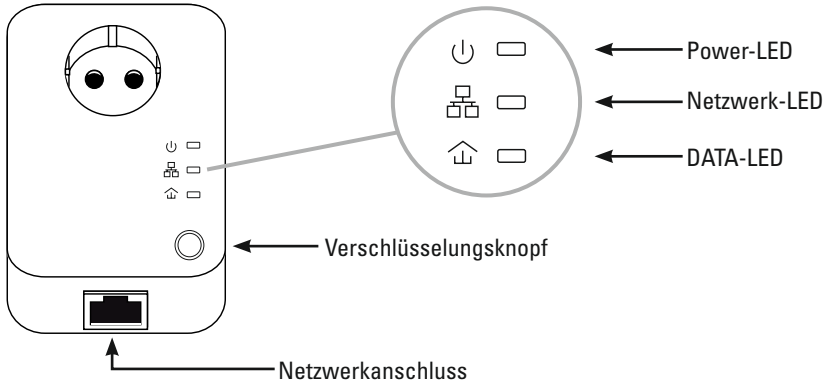 Power-LED
Netzwerk-LED
DATA-LED
Verschlüsselungsknopf
Netzwerkanschluss